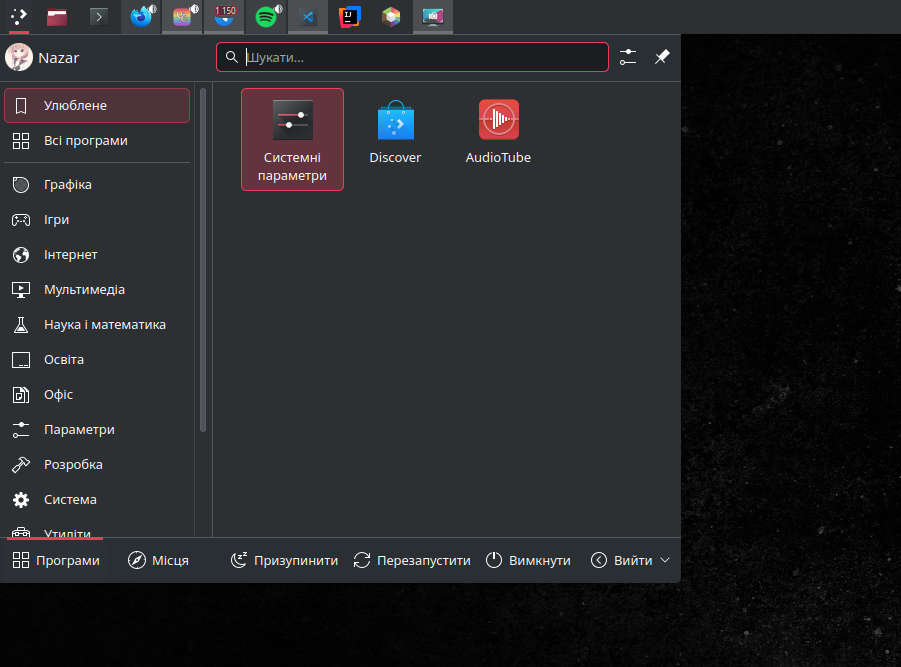 1 150
IJ
Nazar
Шукати...
Улюблене
Всі програми
Графіка
Ігри
Інтернет
Мультимедіа
Наука і математика
Освіта
Офіс
Параметри
Розробка
Система
Утиліти
Системні
параметри
Discover
AudioTube
Програми
Місця
Призупинити
Перезапустити
Вимкнути
Вийти